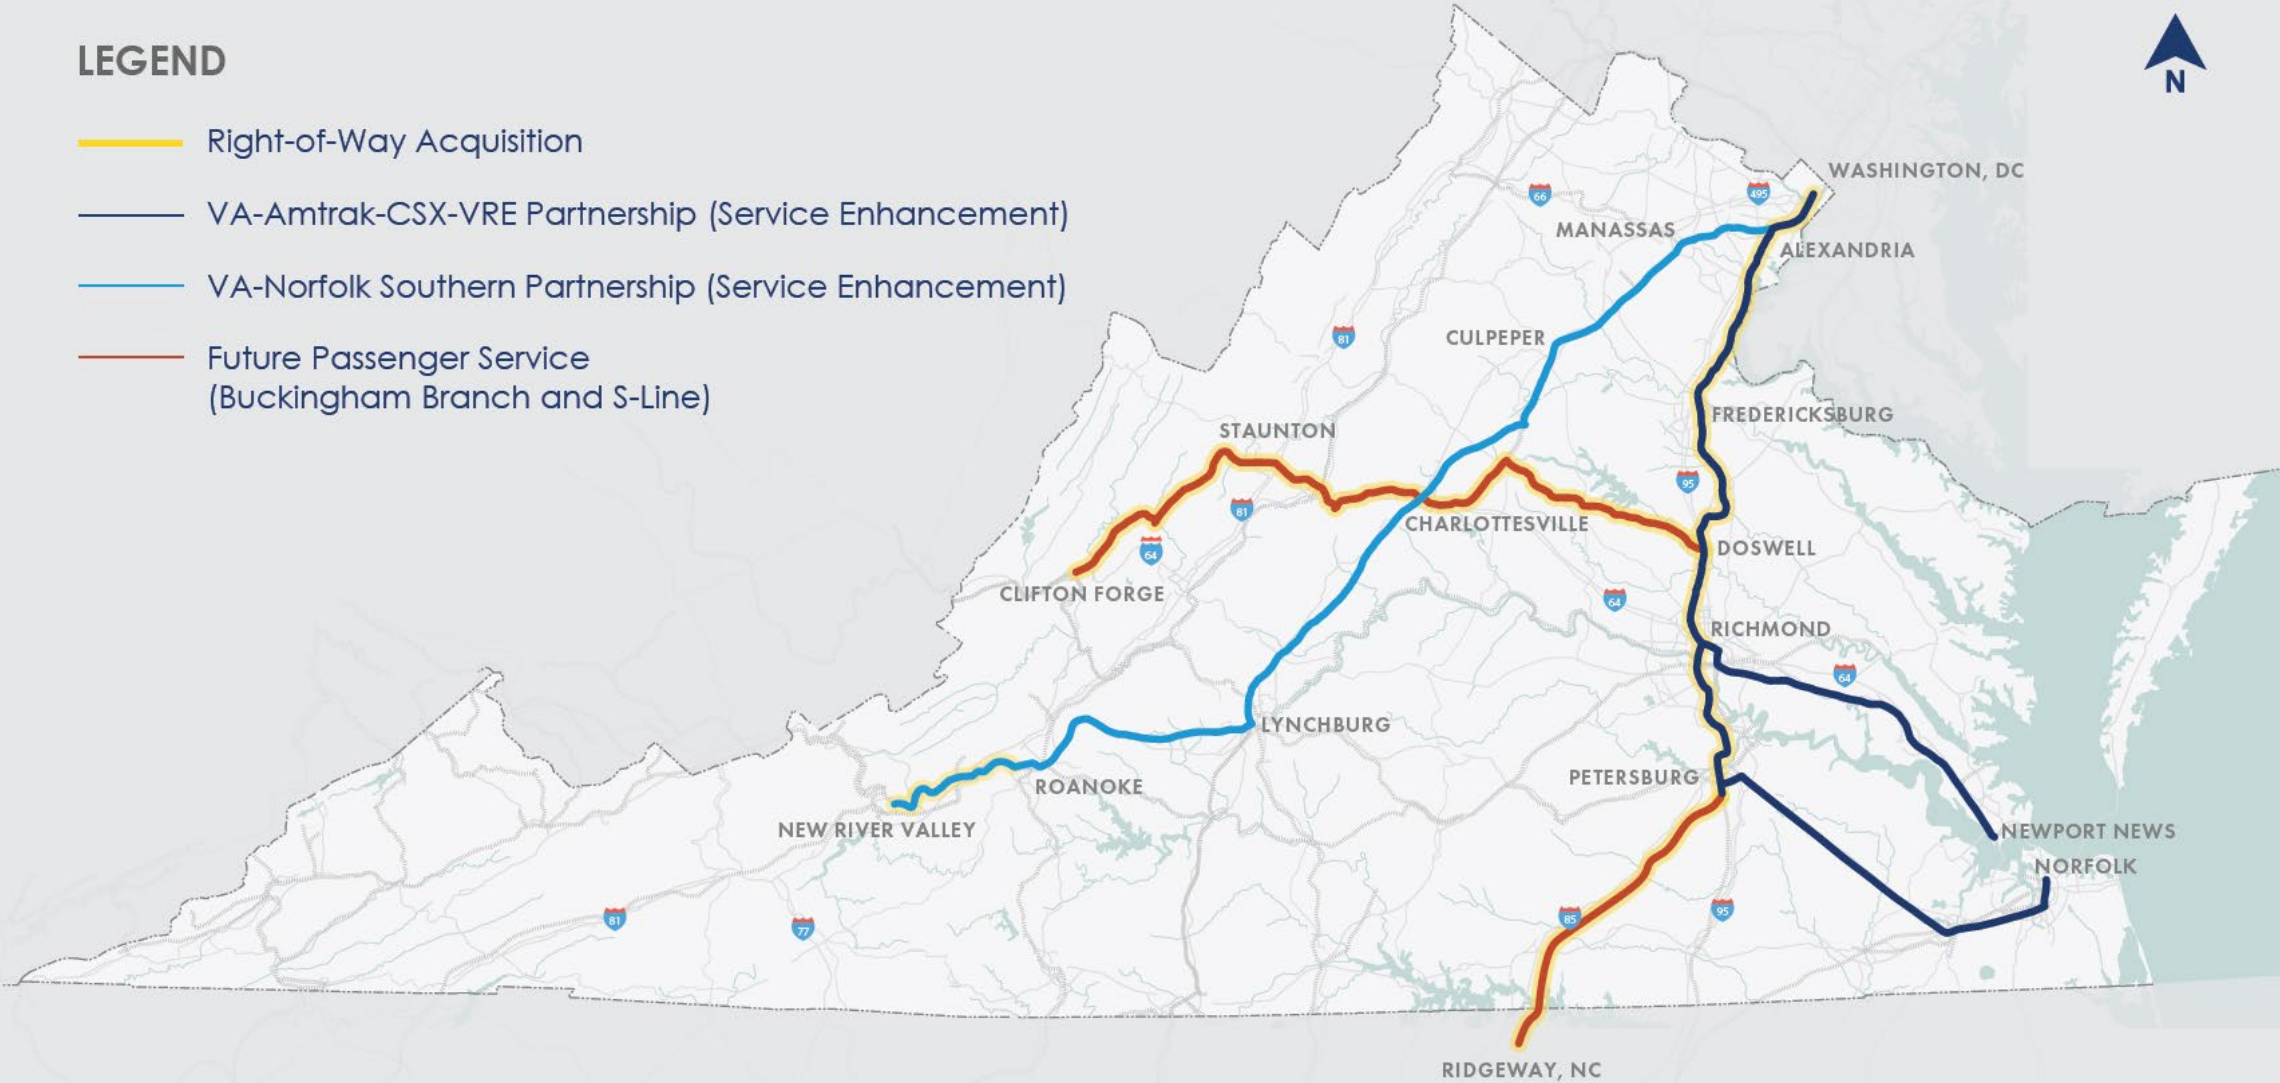 LEGEND
Right-of-Way Acquisition
VA-Amtrak-CSX-VRE Partnership (Service Enhancement)
VA-Norfolk Southern Partnership (Service Enhancement)
Future Passenger Service
(Buckingham Branch and S-Line)
N
WASHINGTON, DC
495
66
MANASSAS
ALEXANDRIA
81
CULPEPER
FREDERICKSBURG
STAUNTON
95
81
CHARLOTTESVILLE
DOSWELL
64
CLIFTON FORGE
64
RICHMOND
64
LYNCHBURG
PETERSBURG
ROANOKE
NEW RIVER VALLEY
NEWPORT NEWS
NORFOLK
81
77
85
95
RIDGEWAY, NC